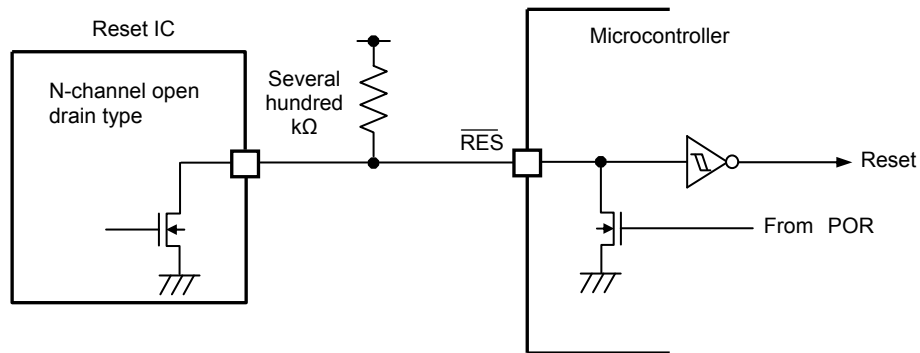 Reset IC
N-channel open
drain type
Several
hundred
kΩ
RES
Microcontroller
Reset
From POR